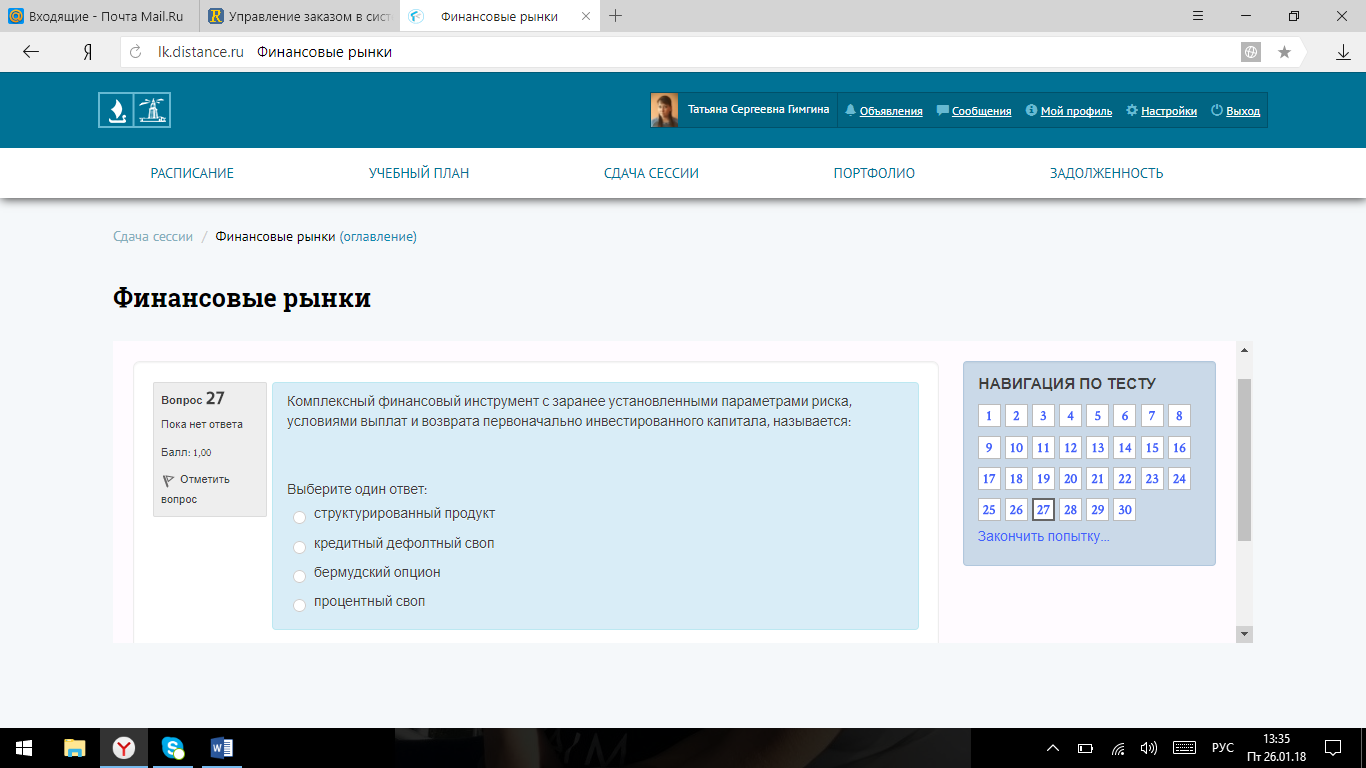 Входящие - Почта Mail.Ru
Управление заказом в сист
Финансовые рынки
lk.distance.ru Финансовые рынки
Татьяна Сергеевна Гимгина
Объявления
Сообщения
Мой профиль
Настройки
Выход
РАСПИСАНИЕ
УЧЕБНЫЙ ПЛАН
СДАЧА СЕССИИ
ПОРТФОЛИО
ЗАДОЛЖЕННОСТЬ
Сдача сессии / Финансовые рынки (оглавление)
Финансовые рынки
Вопрос 27
Пока нет ответа
Балл: 1,00
Отметить
вопрос
Комплексный финансовый инструмент с заранее установленными параметрами риска,
условиями выплат и возврата первоначально инвестированного капитала, называется:
Выберите один ответ:
структурированный продукт
кредитный дефолтный своп
бермудский опцион
процентный своп
НАВИГАЦИЯ ПО ТЕСТУ
1 2 3 4 5 6 7 8
9 10 11 12 13 14 15 16
17 18 19 20 21 22 23 24
25 26 27 28 29 30
Закончить попытку...
РУС
13:35
Пт 26.01.18